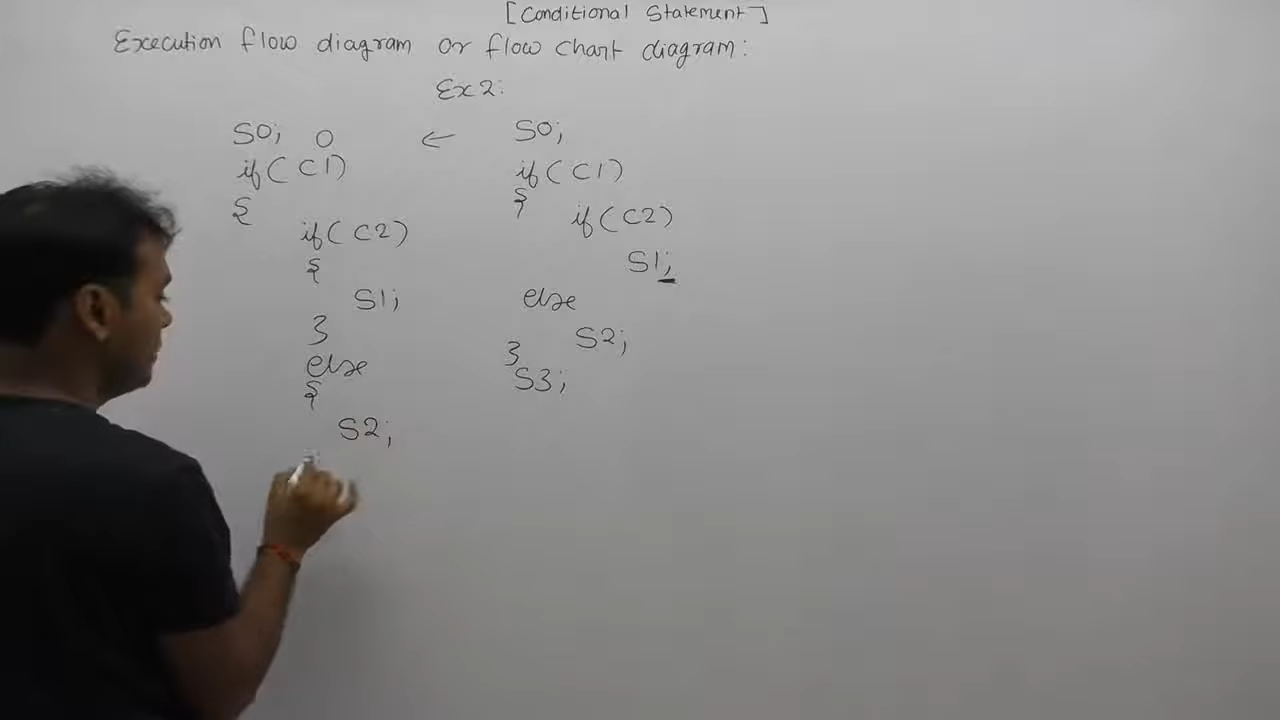 [Conditional Statement]
Execution flow diagram or flow chart diagram:
Ex2:
S0; 0
if(C1)
{
if(C2)
{
S1;
}
else
{
S2;
←
S0;
if(C1)
{
if(C2)
S1;
else
S2;
}
S3;